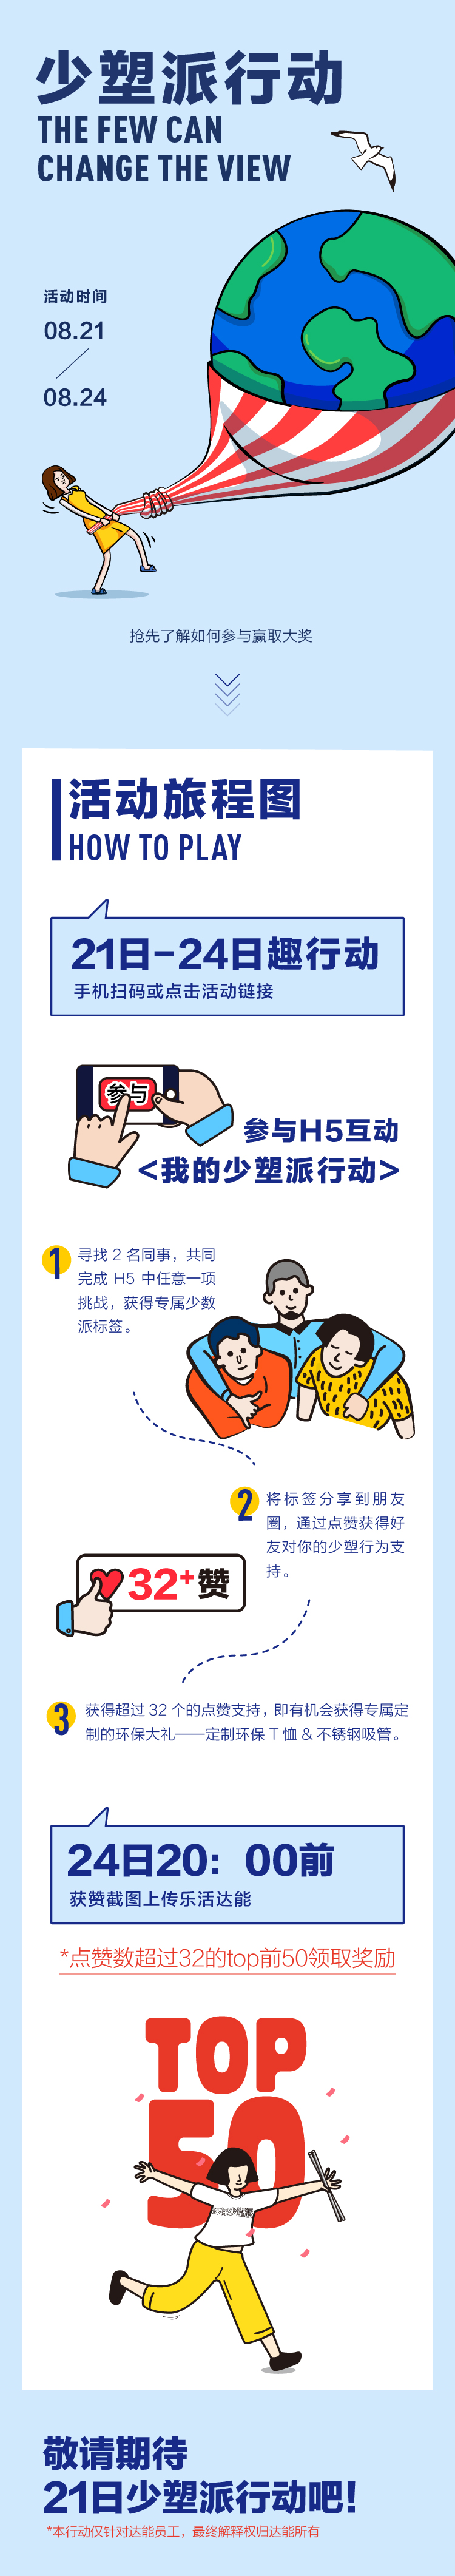 少塑派行动
THE FEW CAN
CHANGE THE VIEW
活动时间
08.21
08.24
抢先了解如何参与赢取大奖
活动旅程图
HOW TO PLAY
21日-24日趣行动
手机扫码或点击活动链接
参与
参与H5互动
<我的少塑派行动>
1
寻找 2 名同事，共同
完成 H5 中任意一项
挑战，获得专属少数
派标签。
2
将标签分享到朋友
圈，通过点赞获得好
友对你的少塑行为支
持。
32+赞
3
获得超过 32 个的点赞支持，即有机会获得专属定
制的环保大礼——定制环保 T 恤 & 不锈钢吸管。
24日20：00前
获赞截图上传乐活达能
*点赞数超过32的top前50领取奖励
TOP
50
环保少塑派
敬请期待
21日少塑派行动吧！
*本行动仅针对达能员工，最终解释权归达能所有